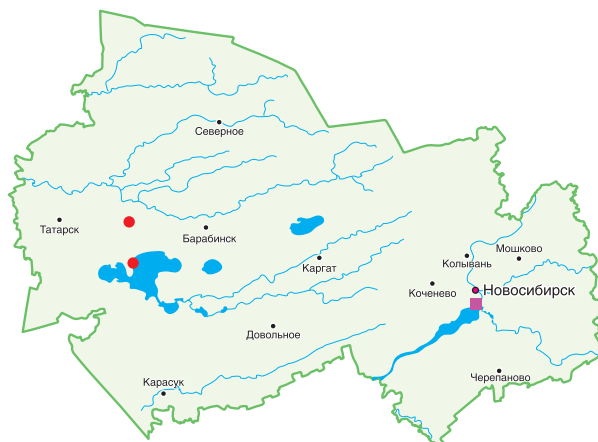 Северное
Татарск
Барабинск
Мошково
Колывань
Каргат
Коченево
Новосибирск
Довольное
Черепаново
Карасук